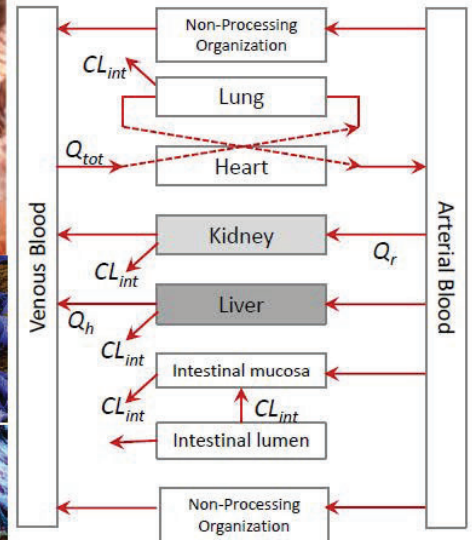 Non-Processing
Organization
CLint
Lung
Qtot
Heart
Venous Blood
Arterial Blood
Kidney
Qr
CLint
Liver
Qh
CLint
Intestinal mucosa
CLint
CLint
Intestinal lumen
Non-Processing
Organization